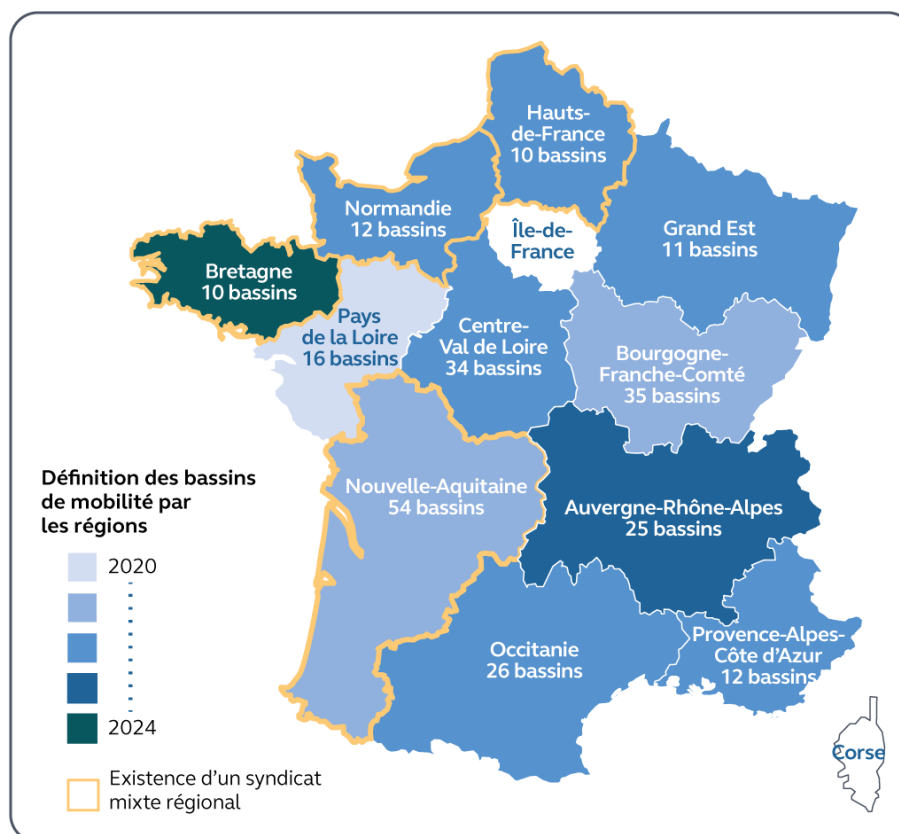 Hauts-
de-France
10 bassins
Normandie
12 bassins
Île-de-
France
Grand Est
11 bassins
Bretagne
10 bassins
Pays
de la Loire
16 bassins
Centre-
Val de Loire
34 bassins
Bourgogne-
Franche-Comté
35 bassins
Nouvelle-Aquitaine
54 bassins
Auvergne-Rhône-Alpes
25 bassins
Occitanie
26 bassins
Provence-Alpes-
Côte d’Azur
12 bassins
Corse
Définition des bassins
de mobilité par
les régions
2020
2024
Existence d’un syndicat
mixte régional